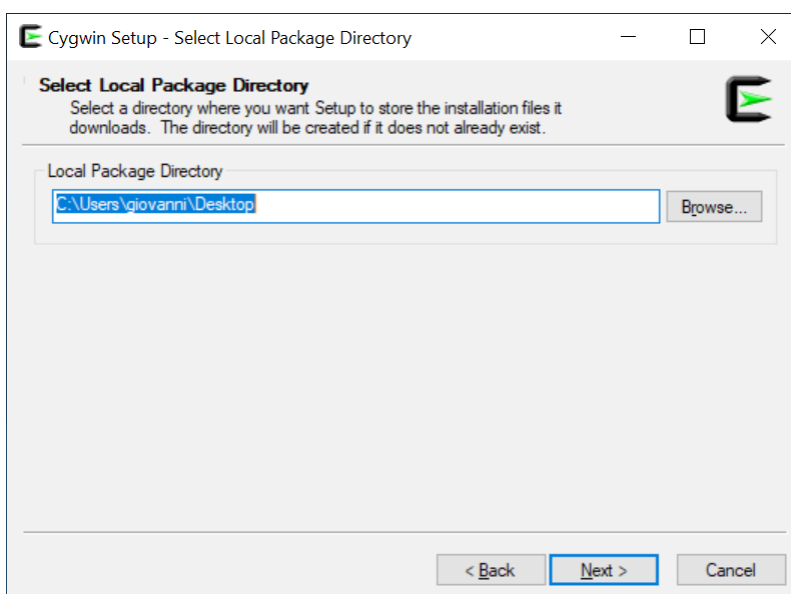 Cygwin Setup - Select Local Package Directory
Select Local Package Directory
Select a directory where you want Setup to store the installation files it
downloads. The directory will be created if it does not already exist.
Local Package Directory
C:\Users\giovanni\Desktop
Browse...
< Back
Next >
Cancel